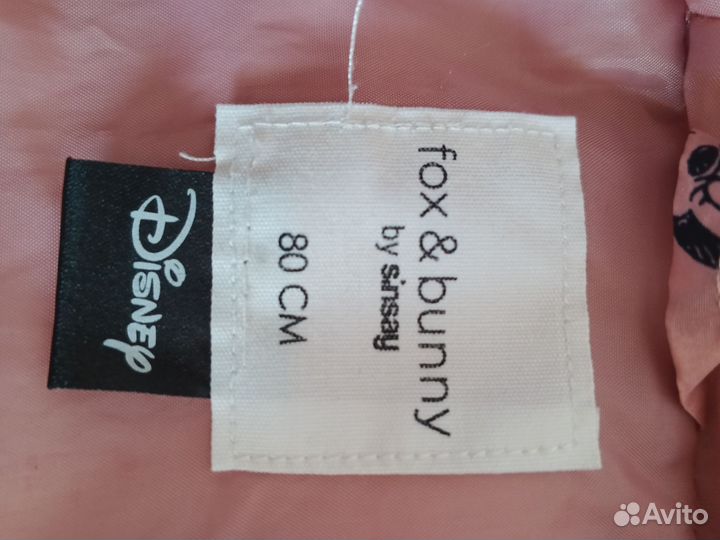 fox & bunny
by sinsay
80 CM
Disney
Avito